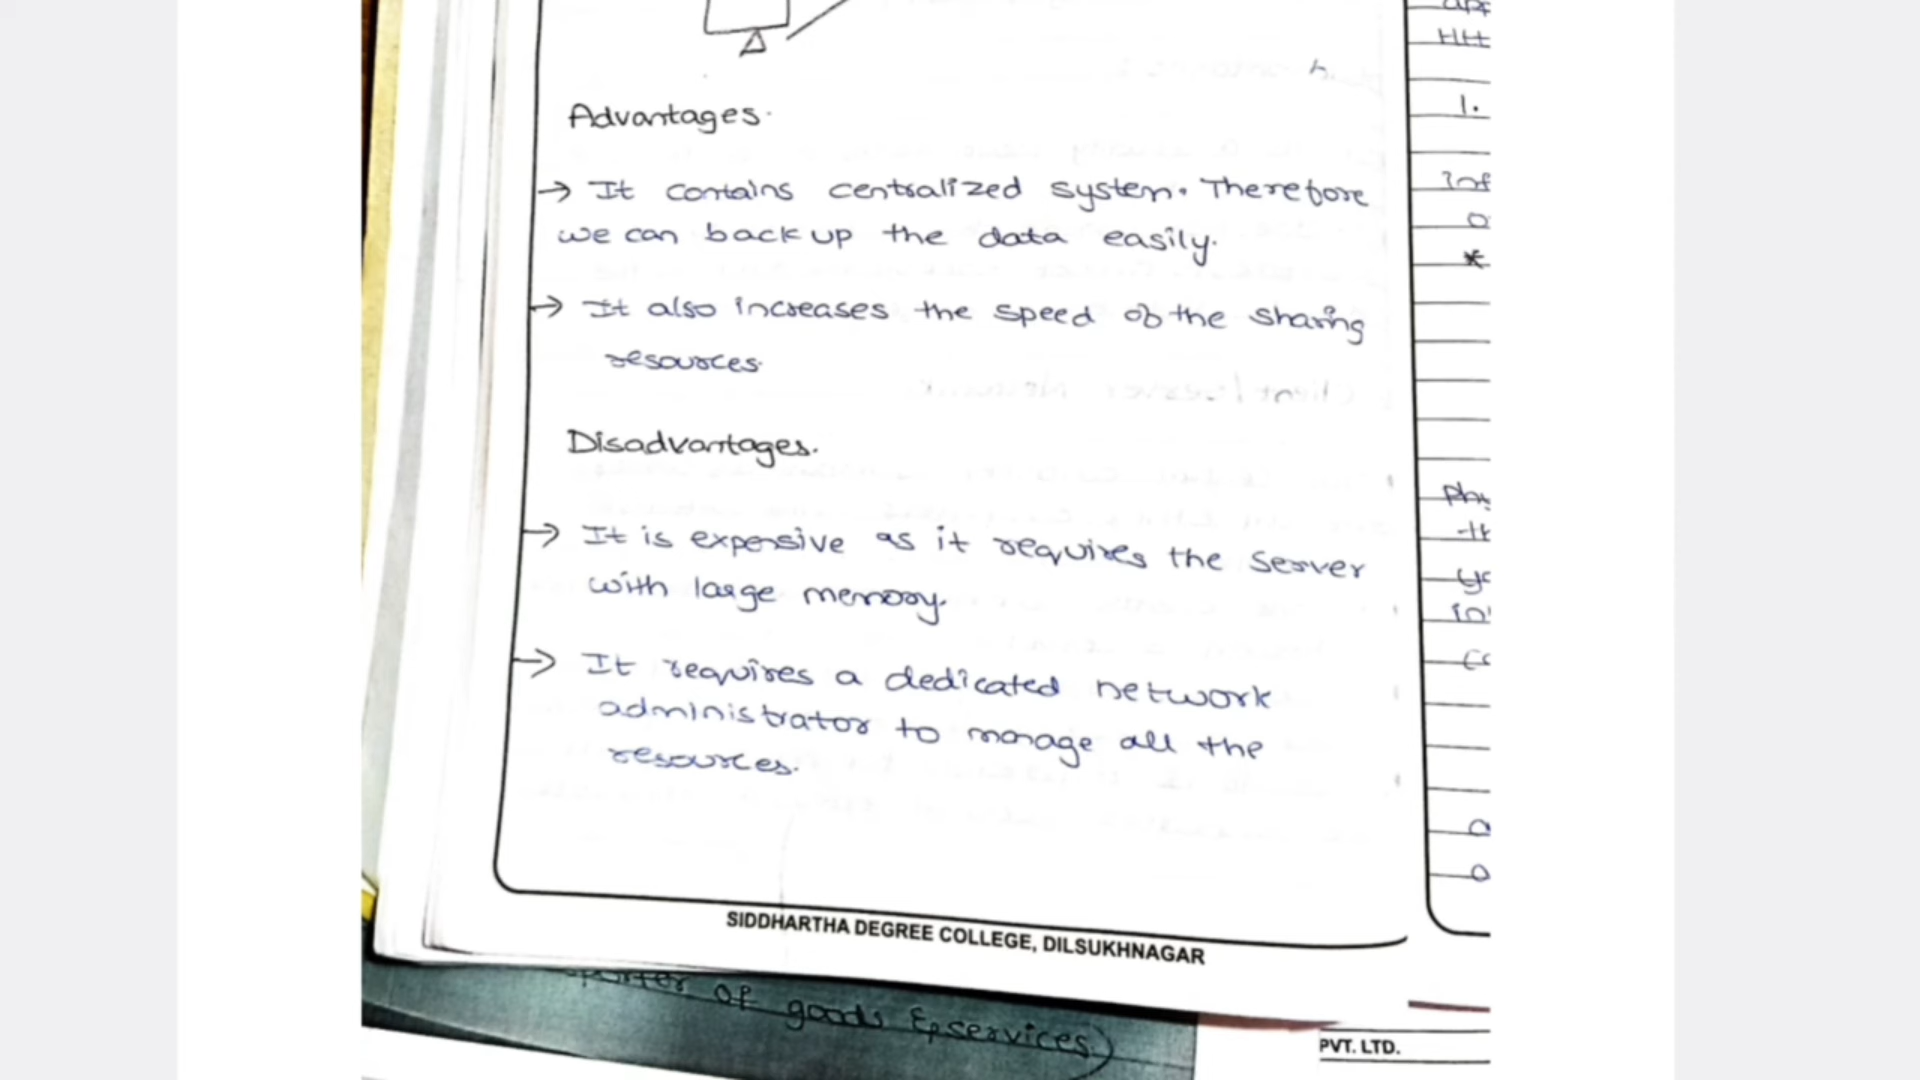 Advantages.
→ It contains centralized system. Therefore
we can back up the data easily.
→ It also increases the speed of the sharing
resources.
Disadvantages.
→ It is expensive as it requires the server
with large memory.
→ It requires a dedicated network
administrator to manage all the
resources.
SIDDHARTHA DEGREE COLLEGE, DILSUKHNAGAR
of goods & services)
1.
*
PVT. LTD.